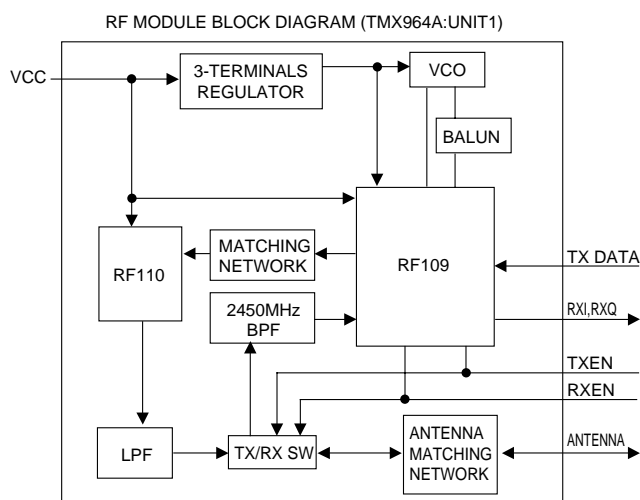 RF MODULE BLOCK DIAGRAM (TMX964A:UNIT1)
VCC
3-TERMINALS
REGULATOR
VCO
BALUN
RF110
MATCHING
NETWORK
RF109
TX DATA
2450MHz
BPF
RXI,RXQ
TXEN
RXEN
LPF
TX/RX SW
ANTENNA
MATCHING
NETWORK
ANTENNA